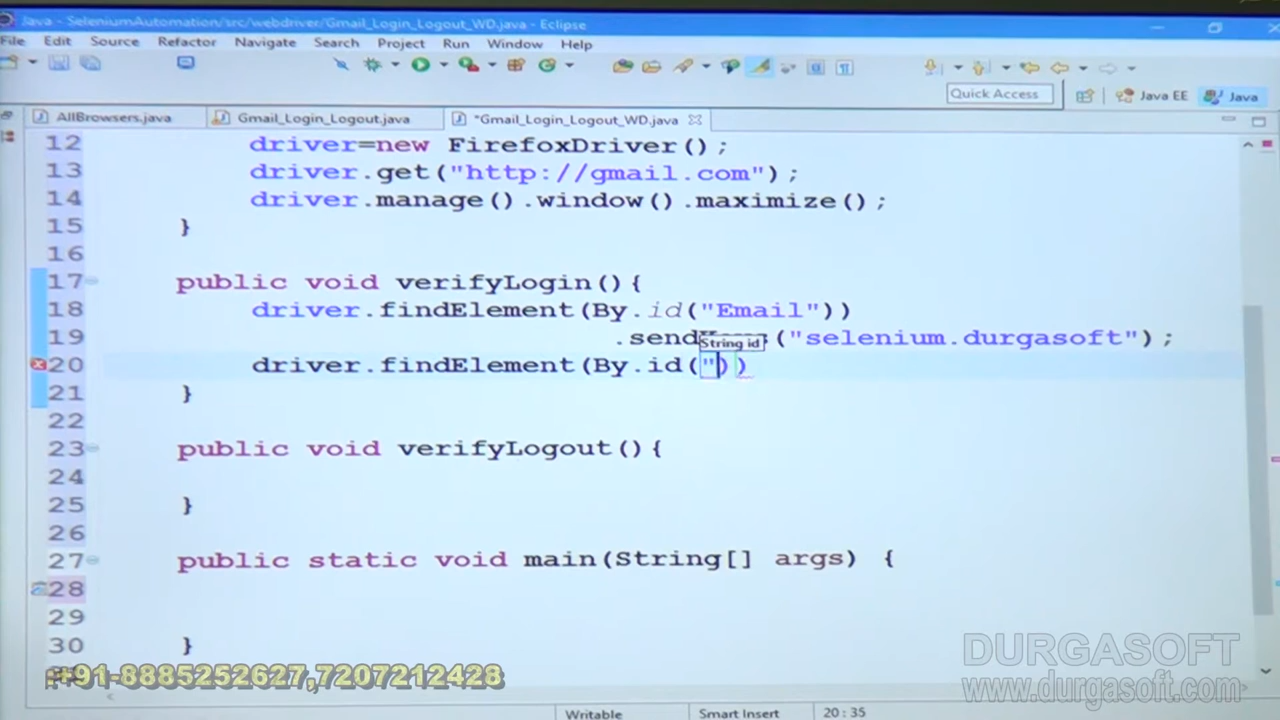 Java - SeleniumAutomation/src/webdriver/Gmail_Login_Logout_WD.java - Eclipse
File Edit Source Refactor Navigate Search Project Run Window Help
Quick Access Java EE Java
AllBrowsers.java Gmail_Login_Logout.java *Gmail_Login_Logout_WD.java
12 driver=new FirefoxDriver();
13 driver.get("http://gmail.com");
14 driver.manage().window().maximize();
15 }
16
17 public void verifyLogin(){
18 driver.findElement(By.id("Email"))
19 .send ("selenium.durgasoft");
String id
20 driver.findElement(By.id("))
21 }
22
23 public void verifyLogout(){
24
25 }
26
27 public static void main(String[] args) {
28
29
30 }
:+91-8885252627,7207212428
DURGASOFT
www.durgasoft.com
Writable Smart Insert 20:35